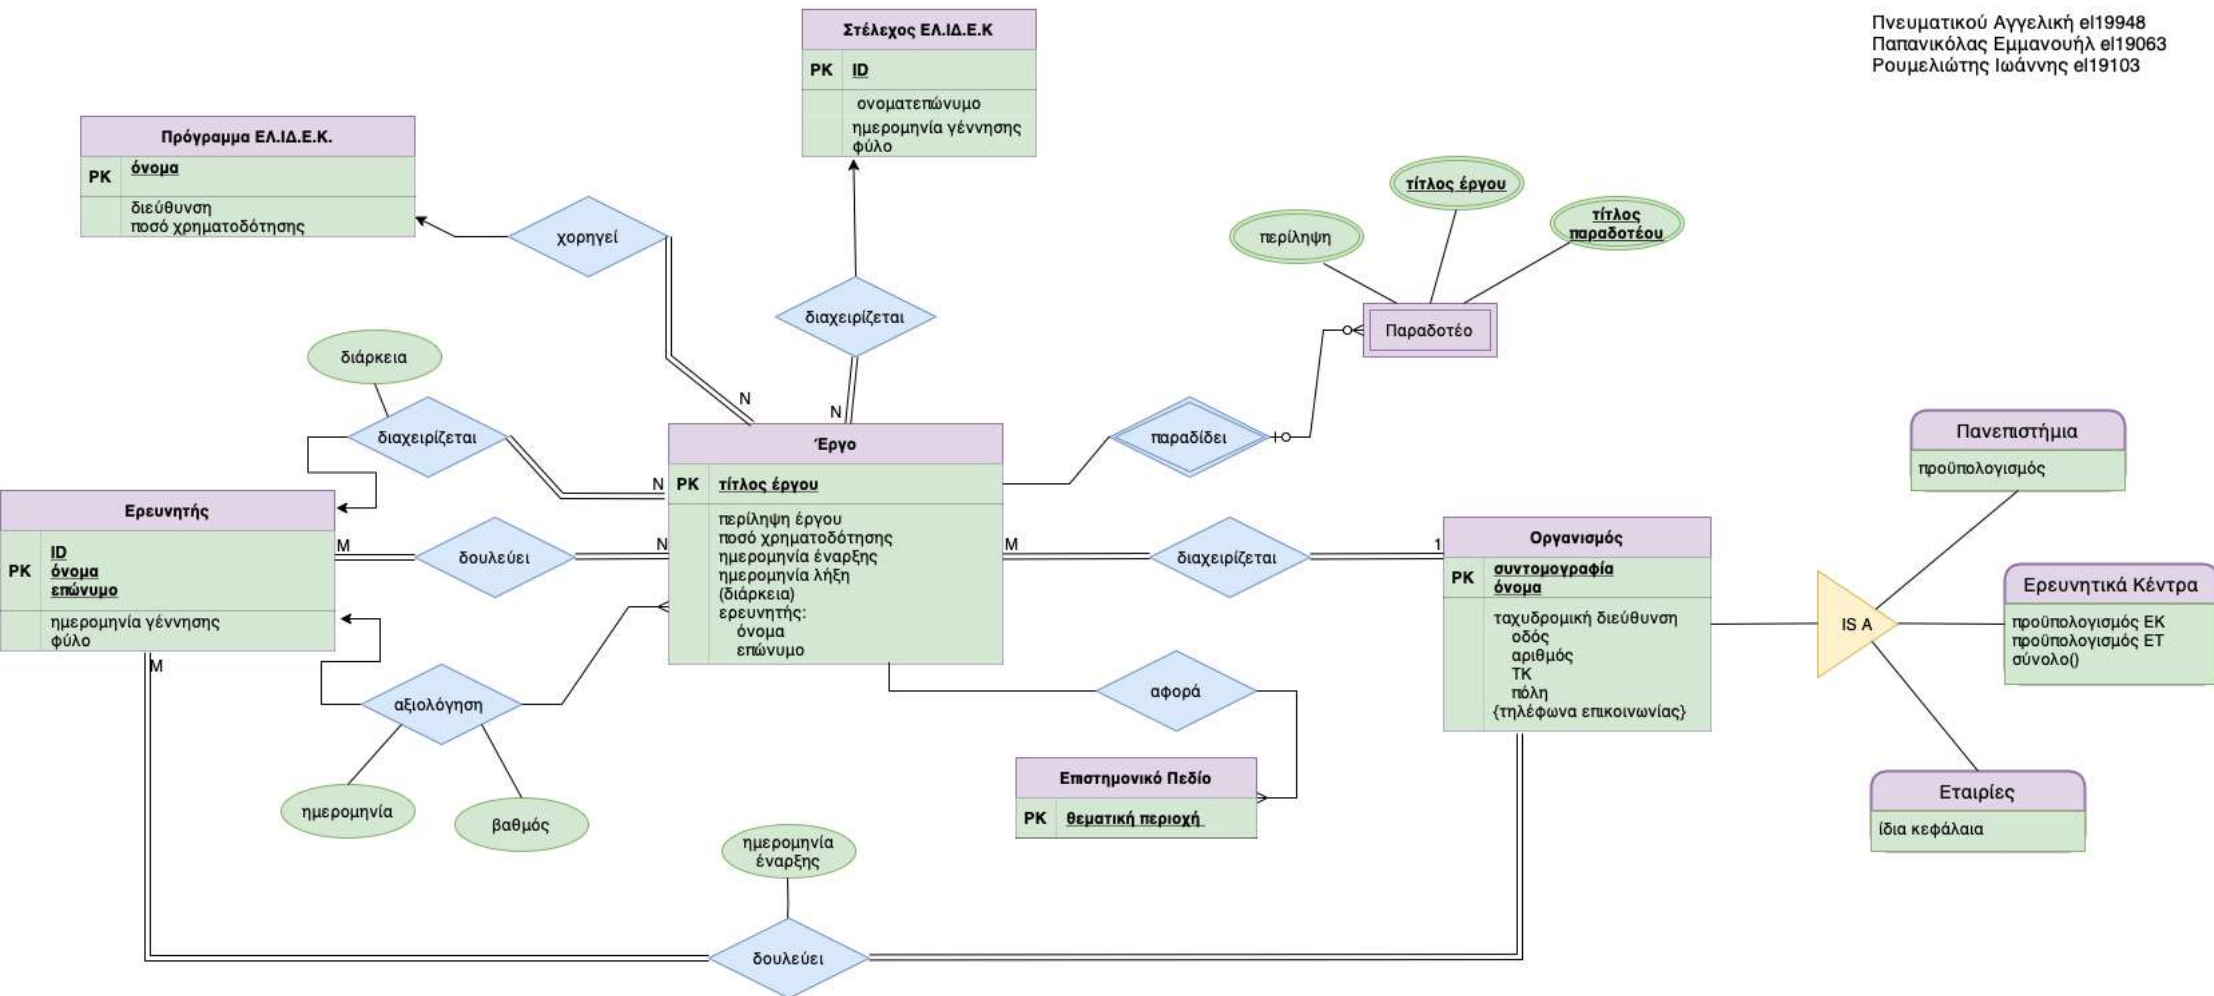 Πνευματικού Αγγελική el19948
Παπανικόλας Εμμανουήλ el19063
Ρουμελιώτης Ιωάννης el19103
Στέλεχος ΕΛ.ΙΔ.Ε.Κ
PK ID
ονοματεπώνυμο
ημερομηνία γέννησης
φύλο
Πρόγραμμα ΕΛ.ΙΔ.Ε.Κ.
PK όνομα
διεύθυνση
ποσό χρηματοδότησης
χορηγεί
N
διαχειρίζεται
N
τίτλος έργου
τίτλος
παραδοτέου
περίληψη
Παραδοτέο
παραδίδει
διάρκεια
διαχειρίζεται
N
Έργο
PK τίτλος έργου
περίληψη έργου
ποσό χρηματοδότησης
ημερομηνία έναρξης
ημερομηνία λήξη
(διάρκεια)
ερευνητής:
όνομα
επώνυμο
Ερευνητής
PK ID
όνομα
επώνυμο
ημερομηνία γέννησης
φύλο
M
δουλεύει
N
M
διαχειρίζεται
1
Οργανισμός
PK συντομογραφία
όνομα
ταχυδρομική διεύθυνση
οδός
αριθμός
ΤΚ
πόλη
{τηλέφωνα επικοινωνίας}
IS A
Πανεπιστήμια
προϋπολογισμός
Ερευνητικά Κέντρα
προϋπολογισμός ΕΚ
προϋπολογισμός ΕΤ
σύνολο()
Εταιρίες
ίδια κεφάλαια
M
αξιολόγηση
ημερομηνία
βαθμός
αφορά
Επιστημονικό Πεδίο
PK θεματική περιοχή
ημερομηνία
έναρξης
δουλεύει